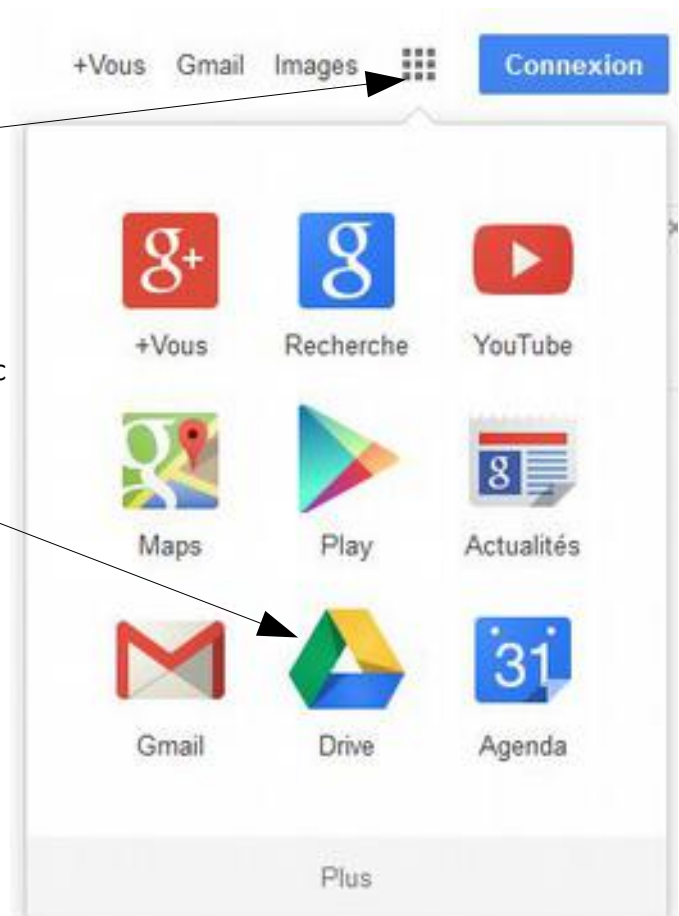 +Vous Gmail Images Connexion
g+ g
+Vous Recherche YouTube
c
g g
Maps Play Actualités
31
Gmail Drive Agenda
Plus